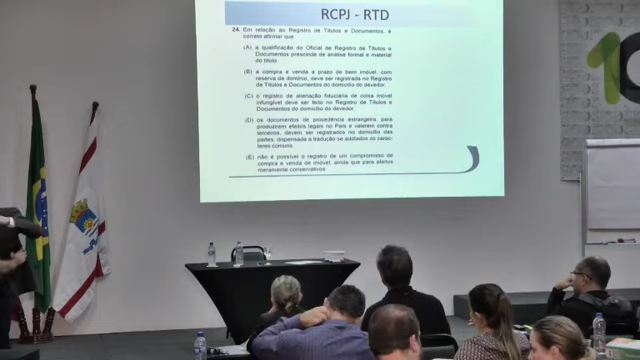 RCPJ - RTD
24. Em relação ao Registro de Títulos e Documentos, é
correto afirmar que
(A) a qualificação do Oficial de Registro de Títulos e
Documentos prescinde de análise formal e material
do título.
(B) a compra e venda a prazo de bem imóvel, com
reserva de domínio, deve ser registrada no Registro
de Títulos e Documentos do domicílio do devedor.
(C) o registro de alienação fiduciária de coisa móvel
infungível deve ser feito no Registro de Títulos e
Documentos do domicílio do devedor.
(D) os documentos de procedência estrangeira, para
produzirem efeitos legais no País e valerem contra
terceiros, devem ser registrados no domicílio das
partes, dispensada a tradução se adotados os carac-
teres comuns.
(E) não é possível o registro de um compromisso de
compra e venda de imóvel, ainda que para efeitos
meramente conservativos.